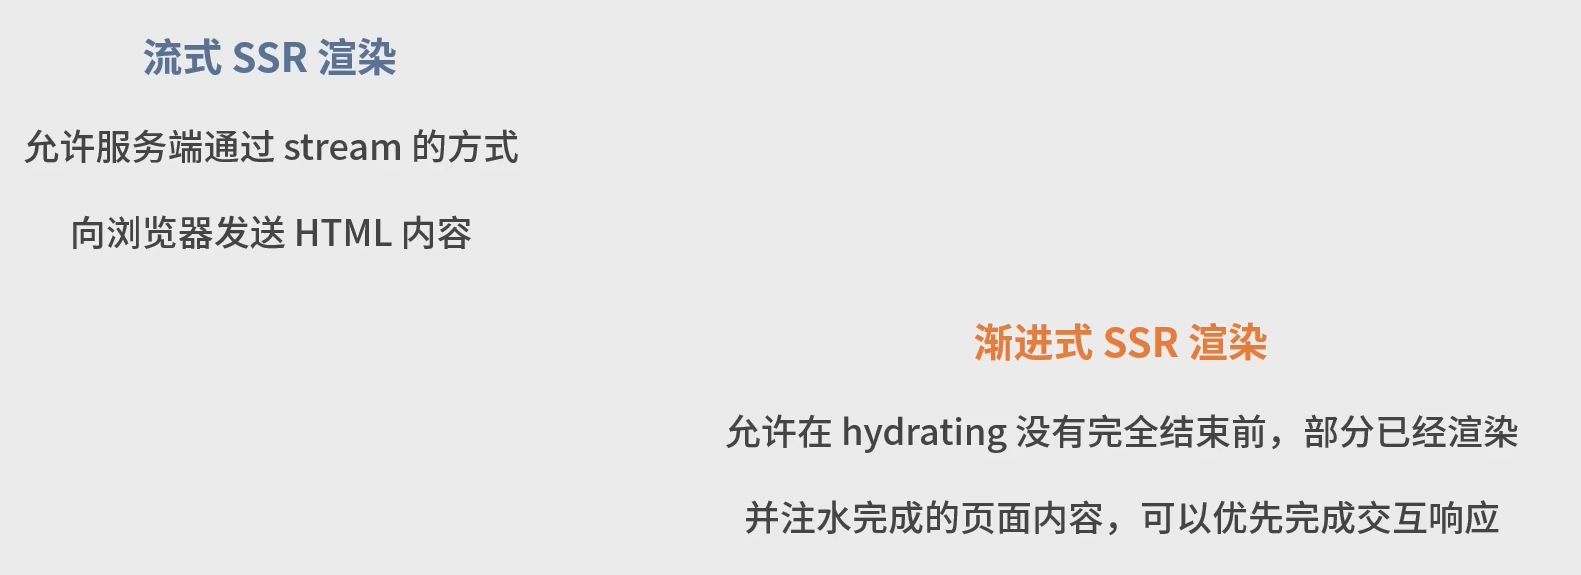 流式 SSR 渲染
允许服务端通过 stream 的方式
向浏览器发送 HTML 内容
渐进式 SSR 渲染
允许在 hydrating 没有完全结束前，部分已经渲染
并注水完成的页面内容，可以优先完成交互响应